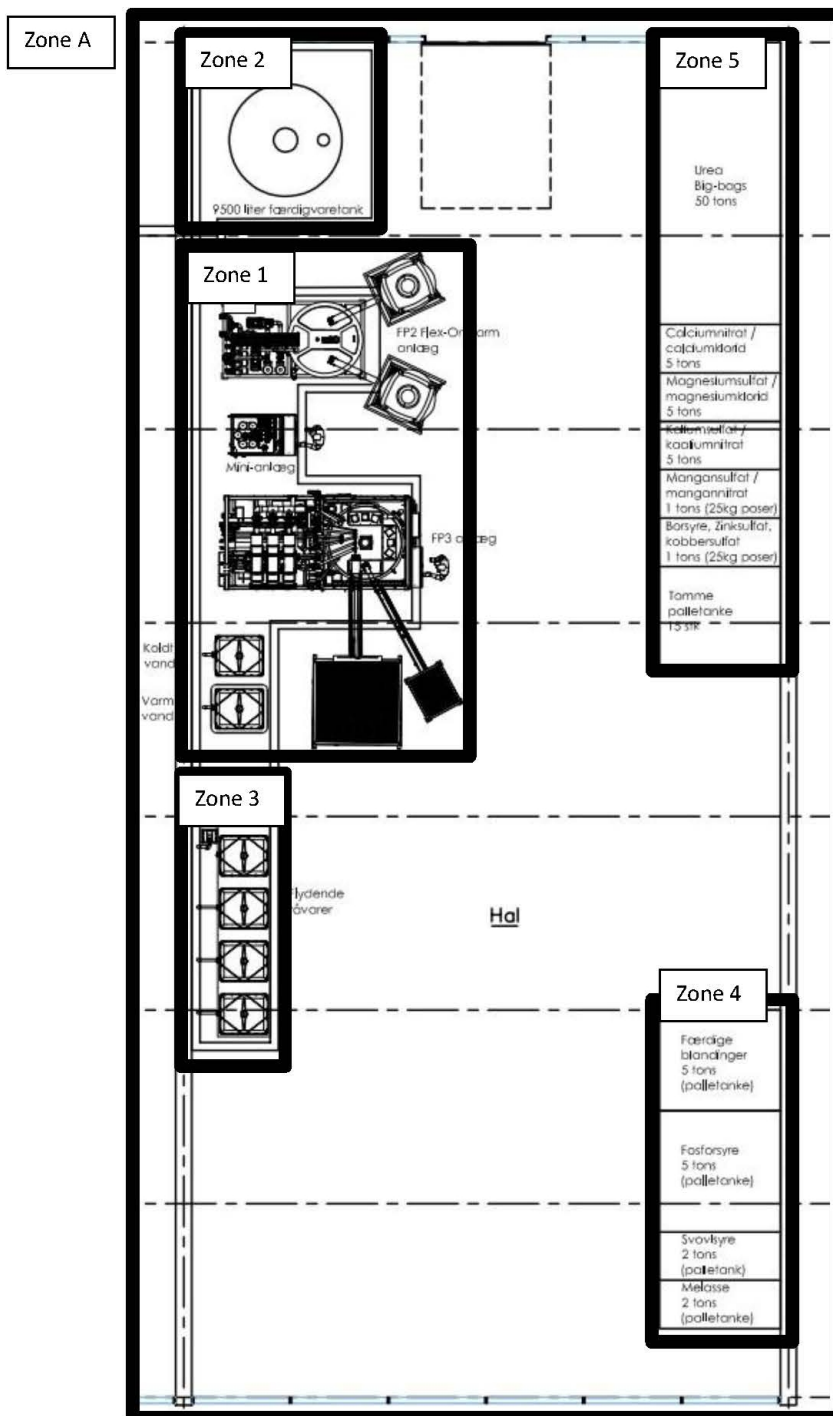 Zone A
Zone 2
9500 liter færdigvaretank
Zone 5
Urea
Big-bags
50 tons
Calciumnitrat /
calciumklorid
5 tons
Magnesiumsulfat /
magnesiumklorid
5 tons
Kaliumsulfat /
kaaliumnitrat
5 tons
Mangansulfat /
mangannitrat
1 tons (25kg poser)
Borsyre, Zinksulfat,
kobbersulfat
1 tons (25kg poser)
Tomme
palletanke
15 stk
Zone 1
anlæg
Mini-anlæg
FP3
Koldt
vand
Varm
vand
Zone 3
Flydende
råvarer
Hal
Zone 4
Færdige
blandinger
5 tons
(palletanke)
Fosforsyre
5 tons
(palletanke)
Svovlsyre
2 tons
(palletank)
Melasse
2 tons
(palletanke)